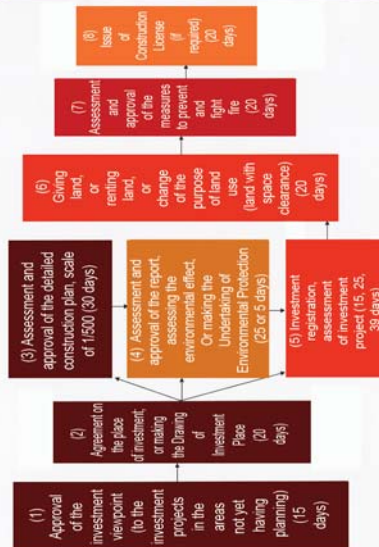 (1)
Approval
of the
investment
viewpoint
(to the
investment
projects
in the
areas
not yet
having
planning)
(15
days)
(2)
Agreement on
the place
of investment,
or making
the Drawing
of
Investment
Place
(20
days)
(3) Assessment and
approval of the detailed
construction plan, scale
of 1/500 (30 days)
(4) Assessment and
approval of the report,
assessing the
environmental effect,
Or making the
Undertaking of
Environmental Protection
(25 or 5 days)
(5) Investment
registration,
assessment
of investment
project (15, 25,
39 days)
(6)
Giving
land,
or
renting
land,
or
change
of the
purpose
of land
use
(land with
space
clearance)
(20
days)
(7)
Assessment
and
approval
of the
measures
to prevent
and
fight
fire
(20
days)
(8)
Issue
of
Construction
License
(if
required)
(20
days)